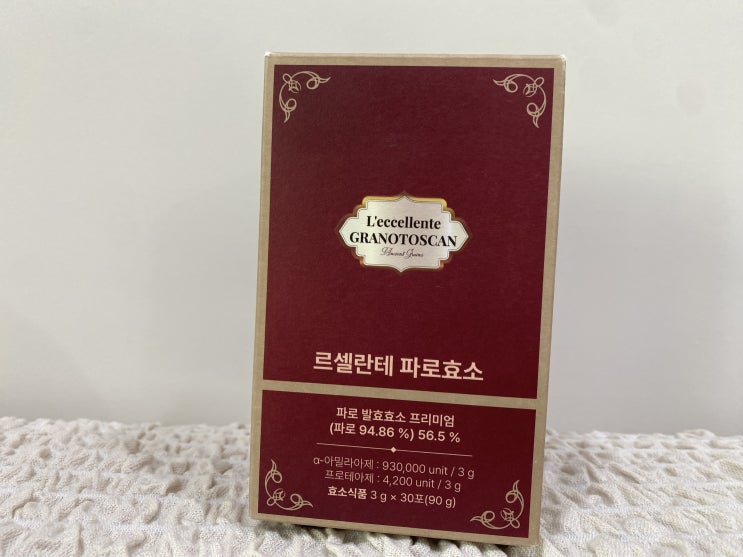 L'eccellente
GRANOTOSCAN
Ancient Grains
르셀란테 파로효소
파로 발효효소 프리미엄
(파로 94.86 %) 56.5 %
α-아밀라아제 : 930,000 unit / 3 g
프로테아제 : 4,200 unit / 3 g
효소식품 3 g × 30포(90 g)